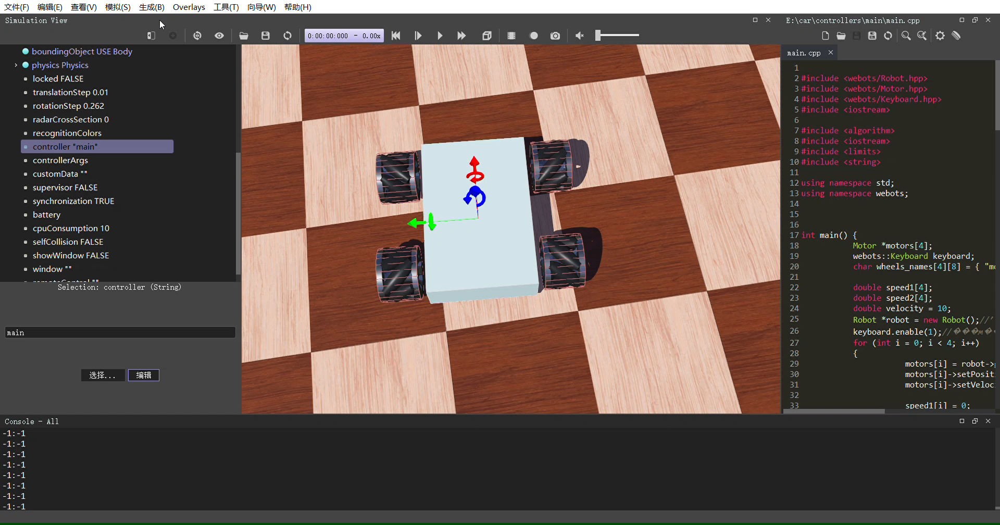 文件(F) 编辑(E) 查看(V) 模拟(S) 生成(B) Overlays 工具(T) 向导(W) 帮助(H)
Simulation View
0:00:00:000 - 0.00x
boundingObject USE Body
physics Physics
locked FALSE
translationStep 0.01
rotationStep 0.262
radarCrossSection 0
recognitionColors
controller "main"
controllerArgs
customData ""
supervisor FALSE
synchronization TRUE
battery
cpuConsumption 10
selfCollision FALSE
showWindow FALSE
window ""
Selection: controller (String)
main
选择...
编辑
E:\car\controllers\main\main.cpp
main.cpp
1
2 #include <webots/Robot.hpp>
3 #include <webots/Motor.hpp>
4 #include <webots/Keyboard.hpp>
5 #include <iostream>
6
7 #include <algorithm>
8 #include <iostream>
9 #include <limits>
10 #include <string>
11
12 using namespace std;
13 using namespace webots;
14
15
16
17 int main() {
18 Motor *motors[4];
19 webots::Keyboard keyboard;
20 char wheels_names[4][8] = { "m
21
22 double speed1[4];
23 double speed2[4];
24 double velocity = 10;
25 Robot *robot = new Robot();//
26 keyboard.enable(1);//
27 for (int i = 0; i < 4; i++)
28 {
29 motors[i] = robot->
30 motors[i]->setPosit
31 motors[i]->setVeloc
32
33 speed1[i] = 0;
Console - All
-1:-1
-1:-1
-1:-1
-1:-1
-1:-1
-1:-1
-1:-1
-1:-1